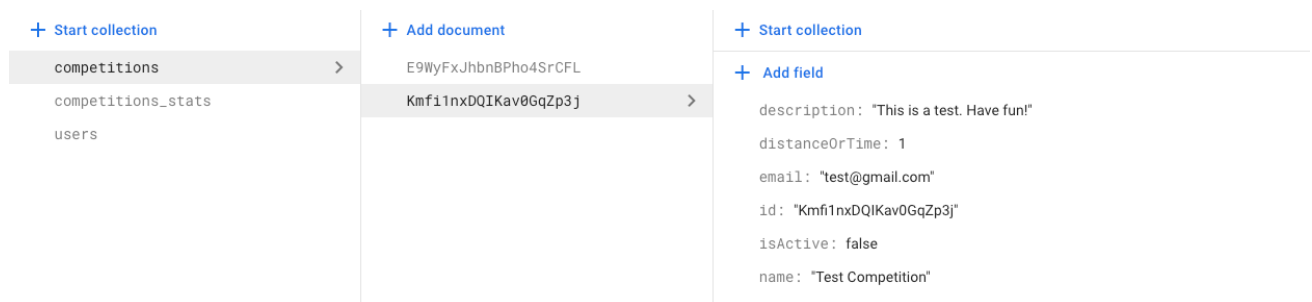 Start collection
competitions
competitions_stats
users
Add document
E9WyFxJhbnBPho4SrCFL
Kmfi1nxDQIKav0GqZp3j
Start collection
Add field
description: "This is a test. Have fun!"
distanceOrTime: 1
email: "test@gmail.com"
id: "Kmfi1nxDQIKav0GqZp3j"
isActive: false
name: "Test Competition"